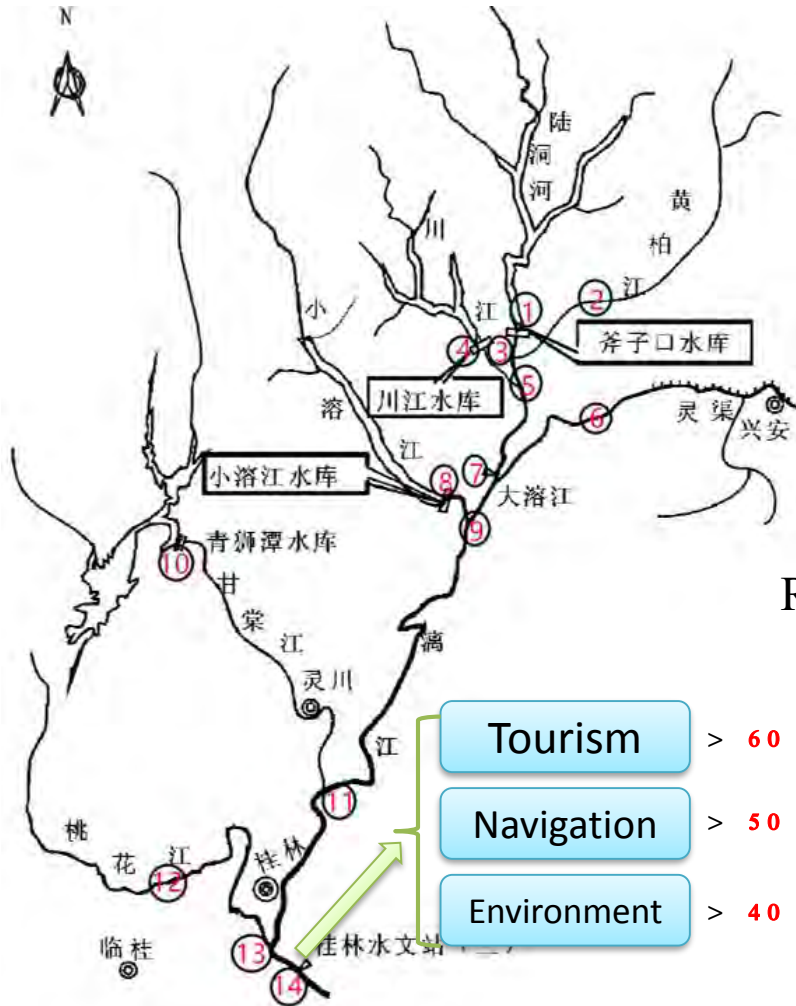 N
陆
洞
河
黄
柏
江
川
江
小
溶
江
1
2
3
4
5
斧子口水库
川江水库
6
灵渠
兴安
7
大溶江
8
小溶江水库
9
青狮潭水库
10
甘
棠
江
灵川
漓
江
R
Tourism > 60
Navigation > 50
Environment > 40
11
桃
花
江
12
桂林
临桂
13
桂林水文站
14